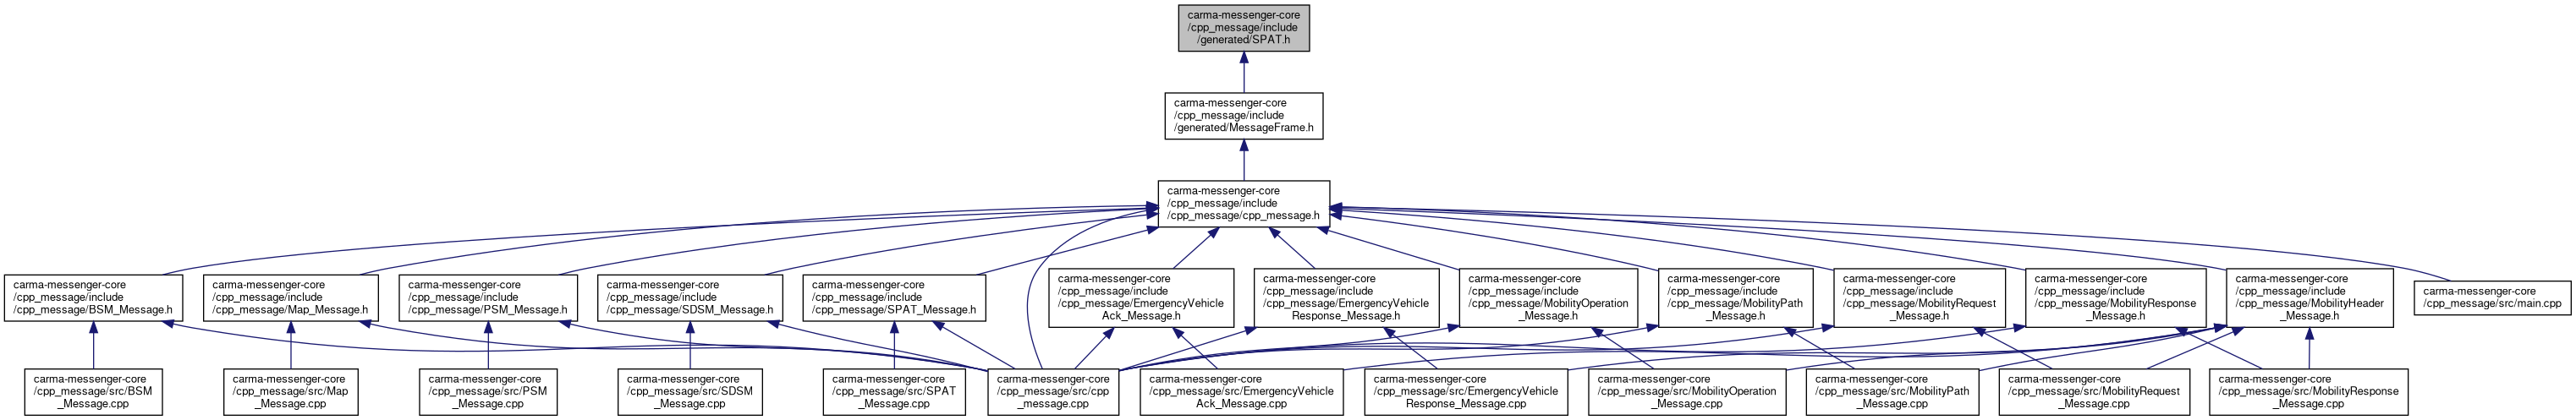 carma-messenger-core
/cpp_message/include
/generated/SPAT.h
carma-messenger-core
/cpp_message/include
/generated/MessageFrame.h
carma-messenger-core
/cpp_message/include
/cpp_message/cpp_message.h
carma-messenger-core
/cpp_message/include
/cpp_message/BSM_Message.h
carma-messenger-core
/cpp_message/include
/cpp_message/Map_Message.h
carma-messenger-core
/cpp_message/include
/cpp_message/PSM_Message.h
carma-messenger-core
/cpp_message/include
/cpp_message/SDSM_Message.h
carma-messenger-core
/cpp_message/include
/cpp_message/SPAT_Message.h
carma-messenger-core
/cpp_message/include
/cpp_message/EmergencyVehicle
Ack_Message.h
carma-messenger-core
/cpp_message/include
/cpp_message/EmergencyVehicle
Response_Message.h
carma-messenger-core
/cpp_message/include
/cpp_message/MobilityOperation
_Message.h
carma-messenger-core
/cpp_message/include
/cpp_message/MobilityPath
_Message.h
carma-messenger-core
/cpp_message/include
/cpp_message/MobilityRequest
_Message.h
carma-messenger-core
/cpp_message/include
/cpp_message/MobilityResponse
_Message.h
carma-messenger-core
/cpp_message/include
/cpp_message/MobilityHeader
_Message.h
carma-messenger-core
/cpp_message/src/main.cpp
carma-messenger-core
/cpp_message/src/BSM
_Message.cpp
carma-messenger-core
/cpp_message/src/Map
_Message.cpp
carma-messenger-core
/cpp_message/src/PSM
_Message.cpp
carma-messenger-core
/cpp_message/src/SDSM
_Message.cpp
carma-messenger-core
/cpp_message/src/SPAT
_Message.cpp
carma-messenger-core
/cpp_message/src/cpp
_message.cpp
carma-messenger-core
/cpp_message/src/EmergencyVehicle
Ack_Message.cpp
carma-messenger-core
/cpp_message/src/EmergencyVehicle
Response_Message.cpp
carma-messenger-core
/cpp_message/src/MobilityOperation
_Message.cpp
carma-messenger-core
/cpp_message/src/MobilityPath
_Message.cpp
carma-messenger-core
/cpp_message/src/MobilityRequest
_Message.cpp
carma-messenger-core
/cpp_message/src/MobilityResponse
_Message.cpp